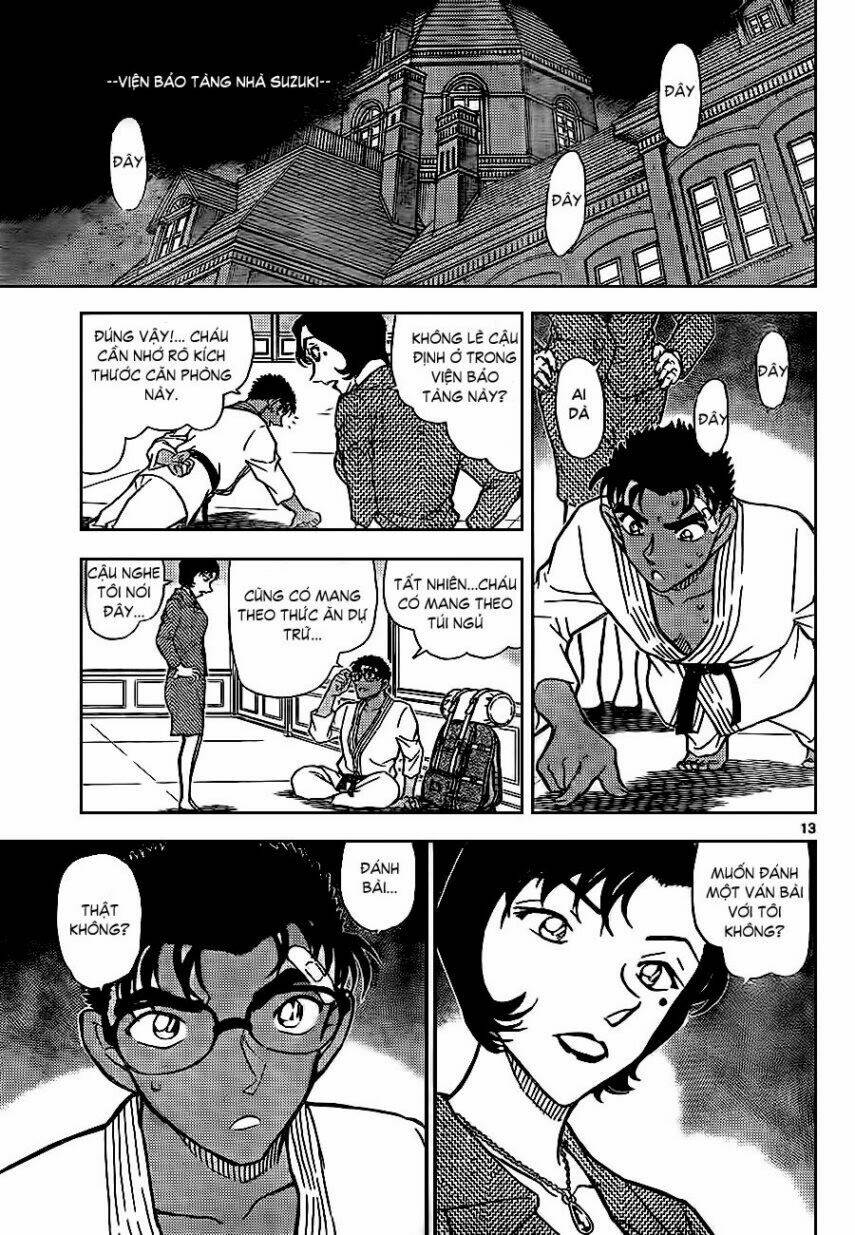 --VIỆN BẢO TÀNG NHÀ SUZUKI--
ĐÂY
ĐÂY
ĐÂY
ĐÂY
ĐÂY
AI
DÀ
KHÔNG LẼ CẬU
ĐỊNH Ở TRONG
VIỆN BẢO
TÀNG NÀY?
ĐÚNG VẬY!... CHÁU
CẦN NHỚ RÕ KÍCH
THƯỚC CĂN PHÒNG
NÀY.
TẤT NHIÊN...CHÁU
CÓ MANG THEO
TÚI NGỦ
CŨNG CÓ MANG
THEO THỨC ĂN DỰ
TRỮ...
CẬU NGHE
TÔI NÓI
ĐÂY...
13
MUỐN ĐÁNH
MỘT VÁN BÀI
VỚI TÔI
KHÔNG?
ĐÁNH
BÀI...
THẬT
KHÔNG?